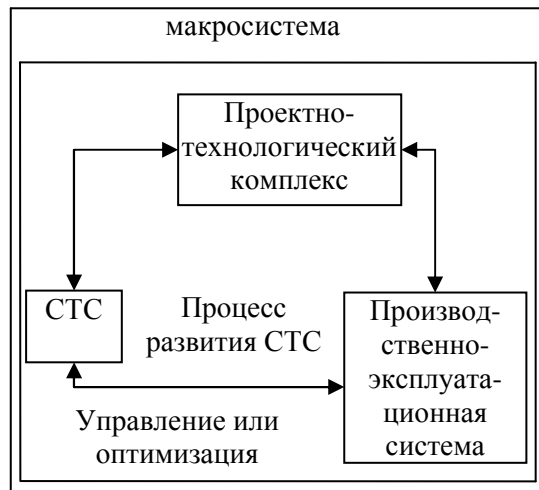 макросистема
Проектно-
технологический
комплекс
СТС
Процесс
развития СТС
Производ-
ственно-
эксплуата-
ционная
система
Управление или
оптимизация